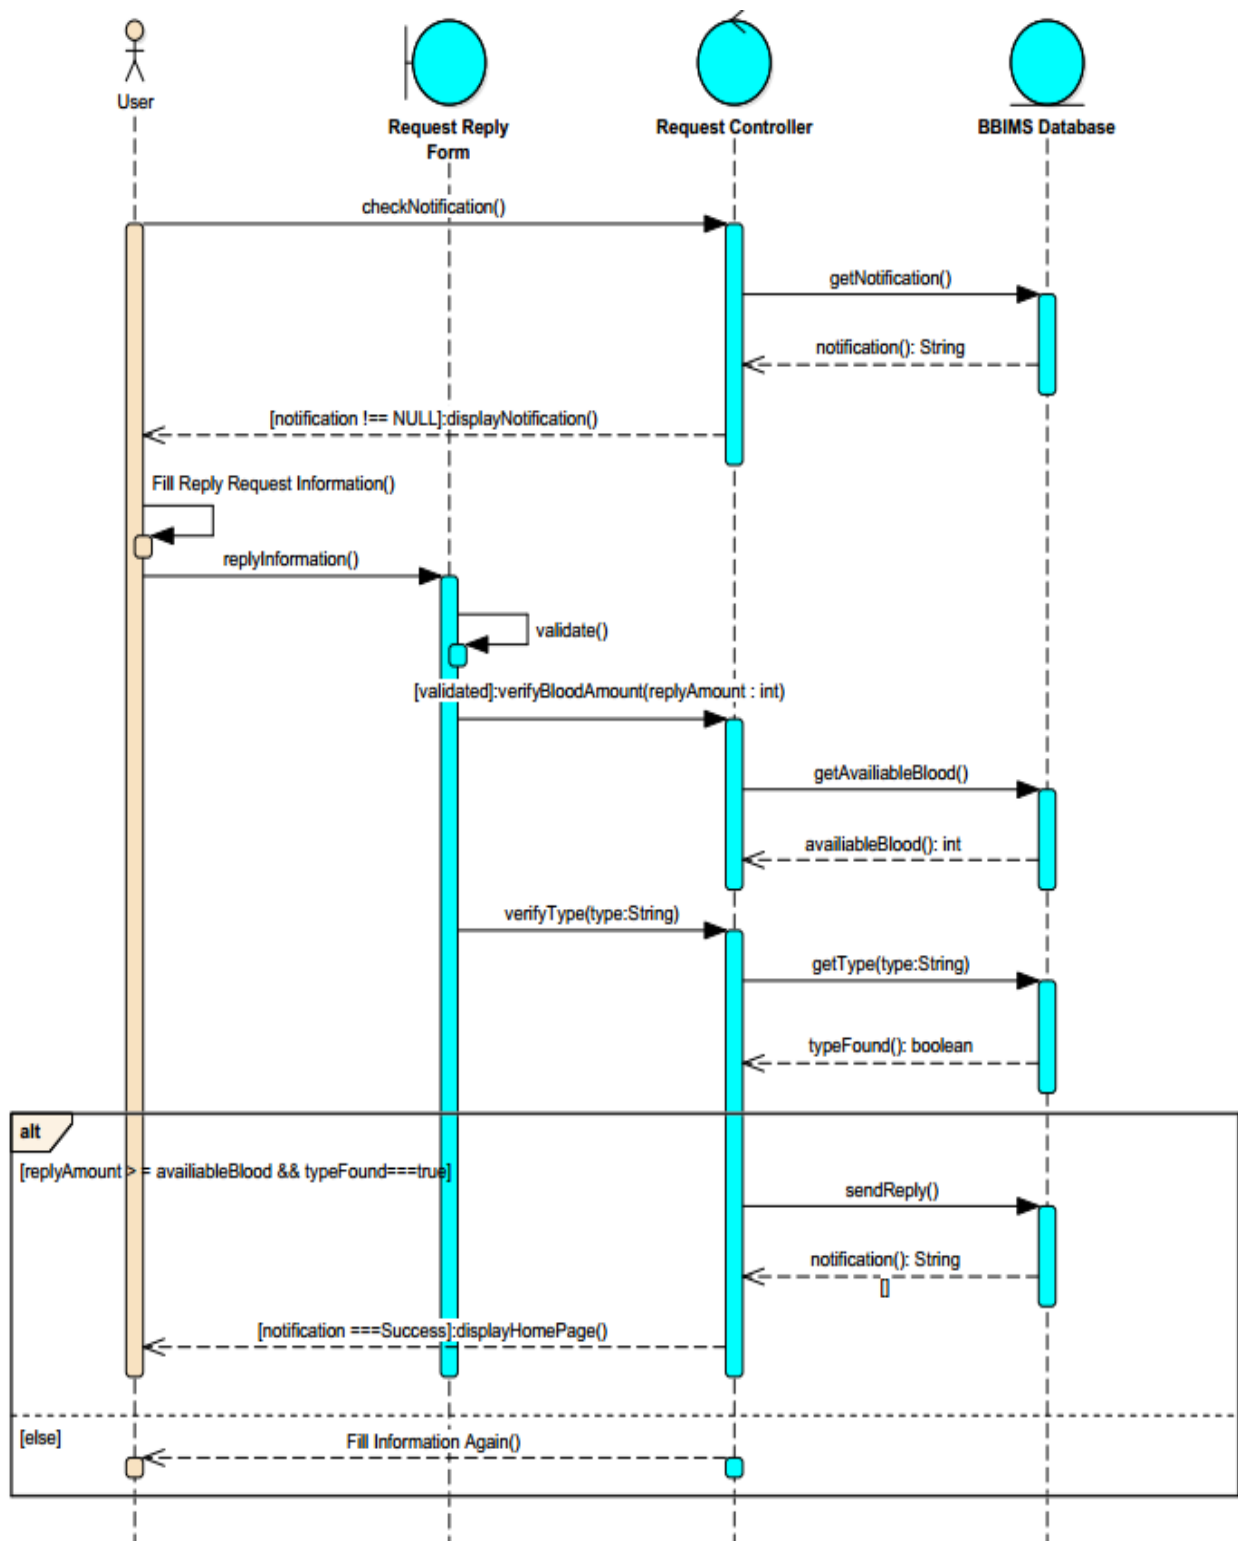 User
Request Reply
Form
Request Controller
BBIMS Database
checkNotification()
getNotification()
notification(): String
[notification !== NULL]:displayNotification()
Fill Reply Request Information()
replyInformation()
validate()
[validated]:verifyBloodAmount(replyAmount : int)
getAvailiableBlood()
availiableBlood(): int
verifyType(type:String)
getType(type:String)
typeFound(): boolean
alt
[replyAmount > = availiableBlood && typeFound===true]
sendReply()
notification(): String
[]
[notification ===Success]:displayHomePage()
[else]
Fill Information Again()